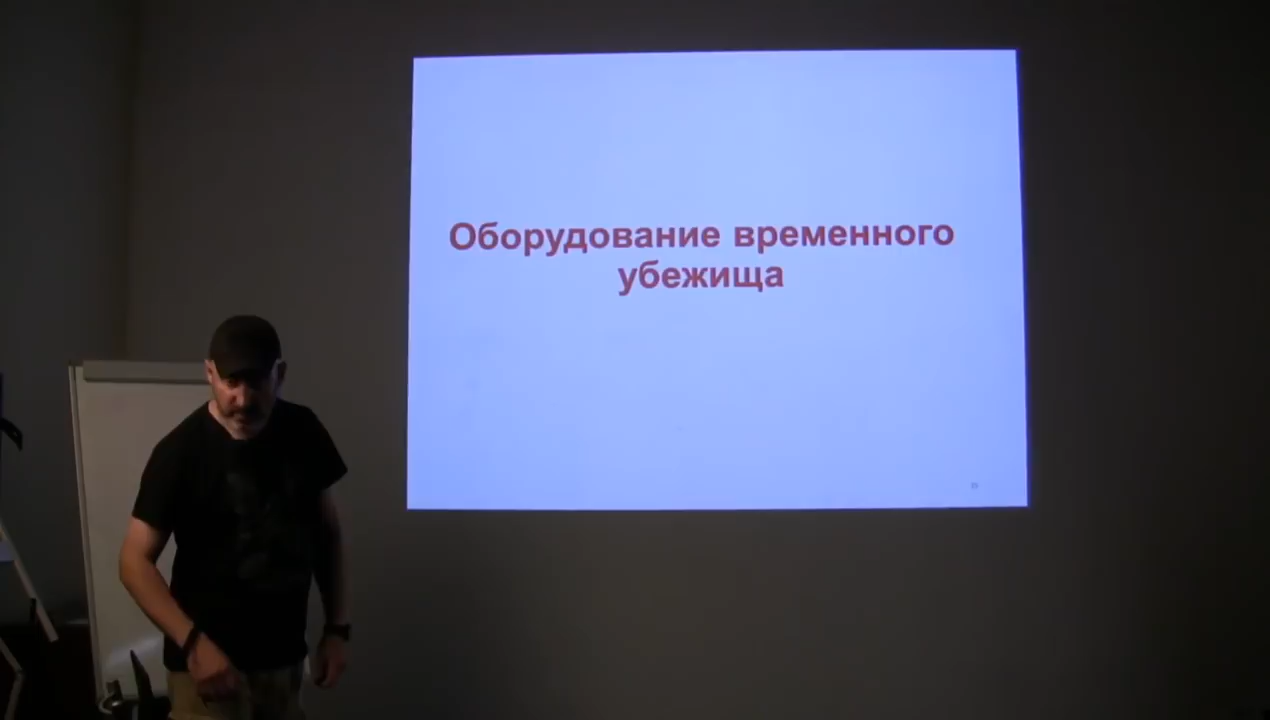 Оборудование временного
убежища